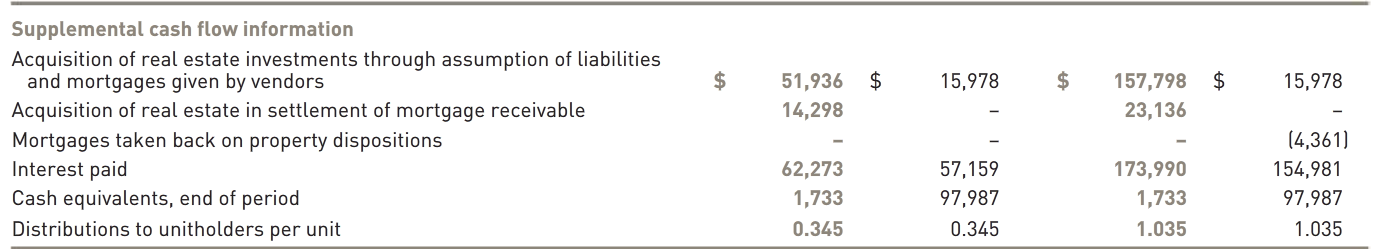 Supplemental cash flow information
Acquisition of real estate investments through assumption of liabilities
and mortgages given by vendors $ 51,936 $ 15,978 $ 157,798 $ 15,978
Acquisition of real estate in settlement of mortgage receivable 14,298 – 23,136 –
Mortgages taken back on property dispositions – – – (4,361)
Interest paid 62,273 57,159 173,990 154,981
Cash equivalents, end of period 1,733 97,987 1,733 97,987
Distributions to unitholders per unit 0.345 0.345 1.035 1.035